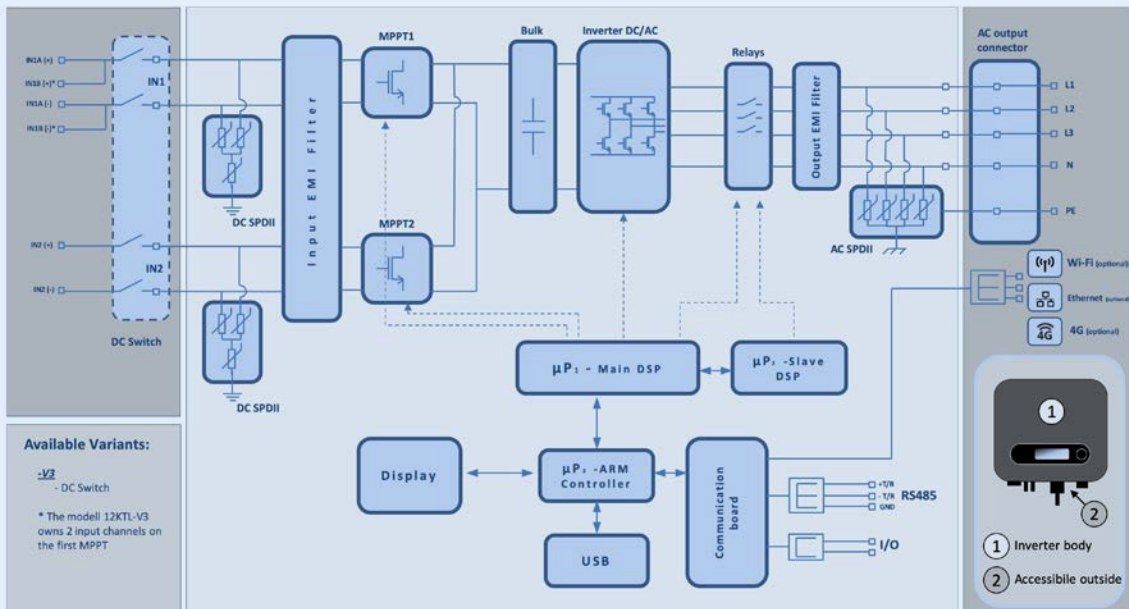 IN1A (+)
IN1B (+)*
IN1A (-)
IN1B (-)*
IN1
IN2 (+)
IN2
IN2 (-)
DC Switch
DC SPDII
DC SPDII
Input EMI Filter
MPPT1
MPPT2
Bulk
Inverter DC/AC
Relays
Output EMI Filter
AC SPDII
AC output
connector
L1
L2
L3
N
PE
Wi-Fi (optional)
Ethernet (optional)
4G
4G (optional)
µP1 - Main DSP
µP2 -Slave
DSP
Display
µP3 -ARM
Controller
USB
Communication
board
+T/R
- T/R
GND
RS485
I/O
Available Variants:
-V3
- DC Switch
* The modell 12KTL-V3
owns 2 input channels on
the first MPPT
1
2
1 Inverter body
2 Accessibile outside